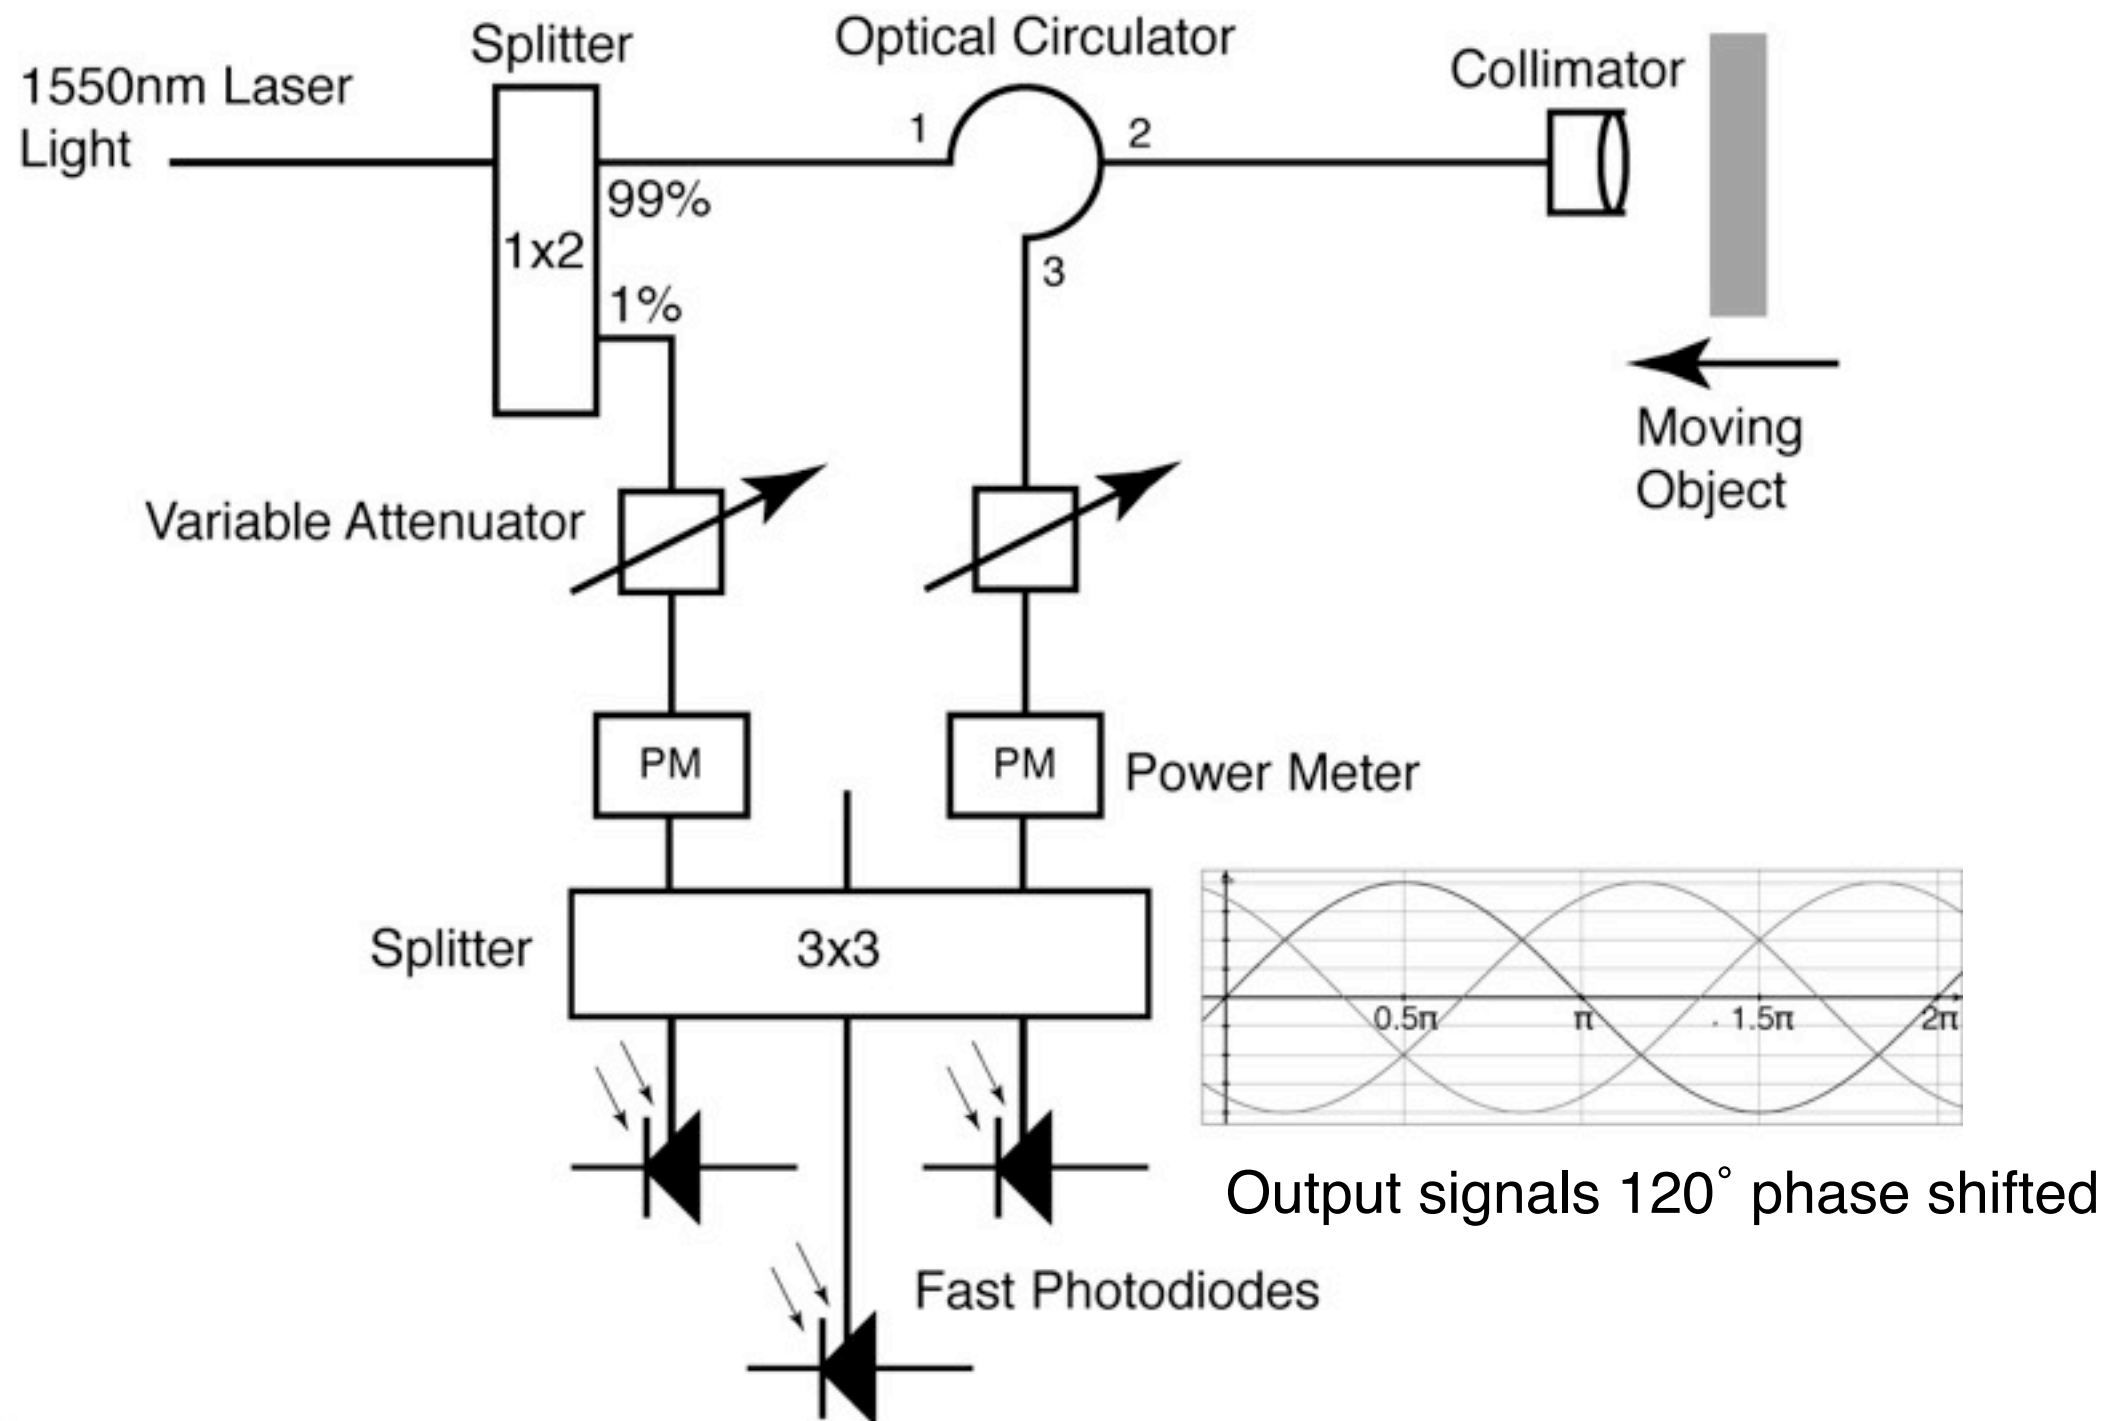 Splitter
Optical Circulator
Collimator
1550nm Laser
Light
1
2
99%
1x2
1%
3
Moving
Object
Variable Attenuator
PM
PM
Power Meter
Splitter
3x3
0.5π
π
1.5π
2π
Output signals 120˚ phase shifted
Fast Photodiodes